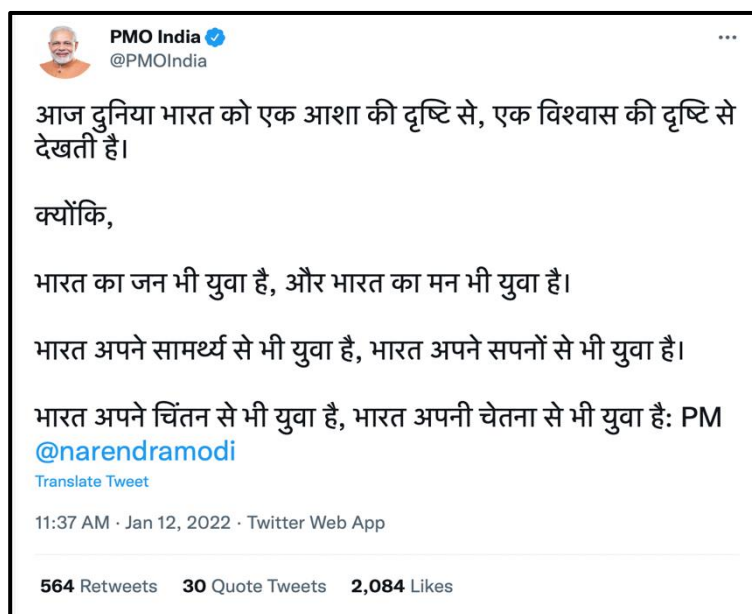 PMO India
@PMOIndia
आज दुनिया भारत को एक आशा की दृष्टि से, एक विश्वास की दृष्टि से
देखती है।
क्योंकि,
भारत का जन भी युवा है, और भारत का मन भी युवा है।
भारत अपने सामर्थ्य से भी युवा है, भारत अपने सपनों से भी युवा है।
भारत अपने चिंतन से भी युवा है, भारत अपनी चेतना से भी युवा है: PM
@narendramodi
Translate Tweet
11:37 AM · Jan 12, 2022 · Twitter Web App
564 Retweets 30 Quote Tweets 2,084 Likes